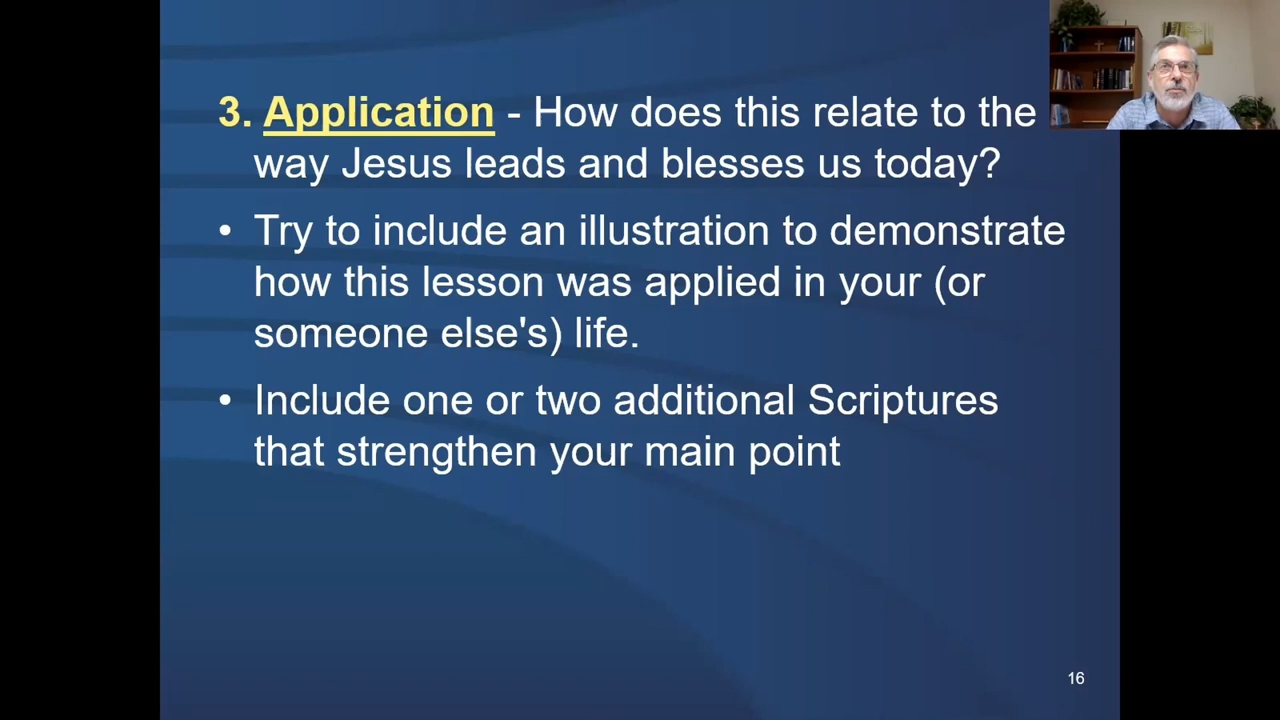 3. Application - How does this relate to the
way Jesus leads and blesses us today?
• Try to include an illustration to demonstrate
how this lesson was applied in your (or
someone else's) life.
• Include one or two additional Scriptures
that strengthen your main point
16